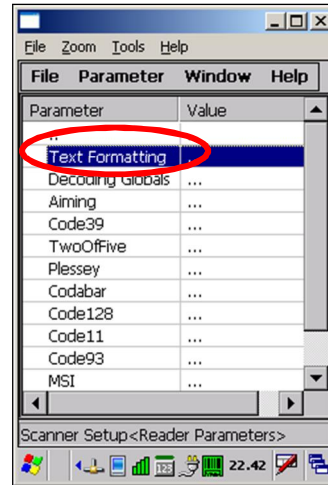 File Zoom Tools Help
File Parameter Window Help
Parameter Value
..
Text Formatting ...
Decoding Globals ...
Aiming ...
Code39 ...
TwoOfFive ...
Plessey ...
Codabar ...
Code128 ...
Code11 ...
Code93 ...
MSI ...
Scanner Setup<Reader Parameters>
22.42